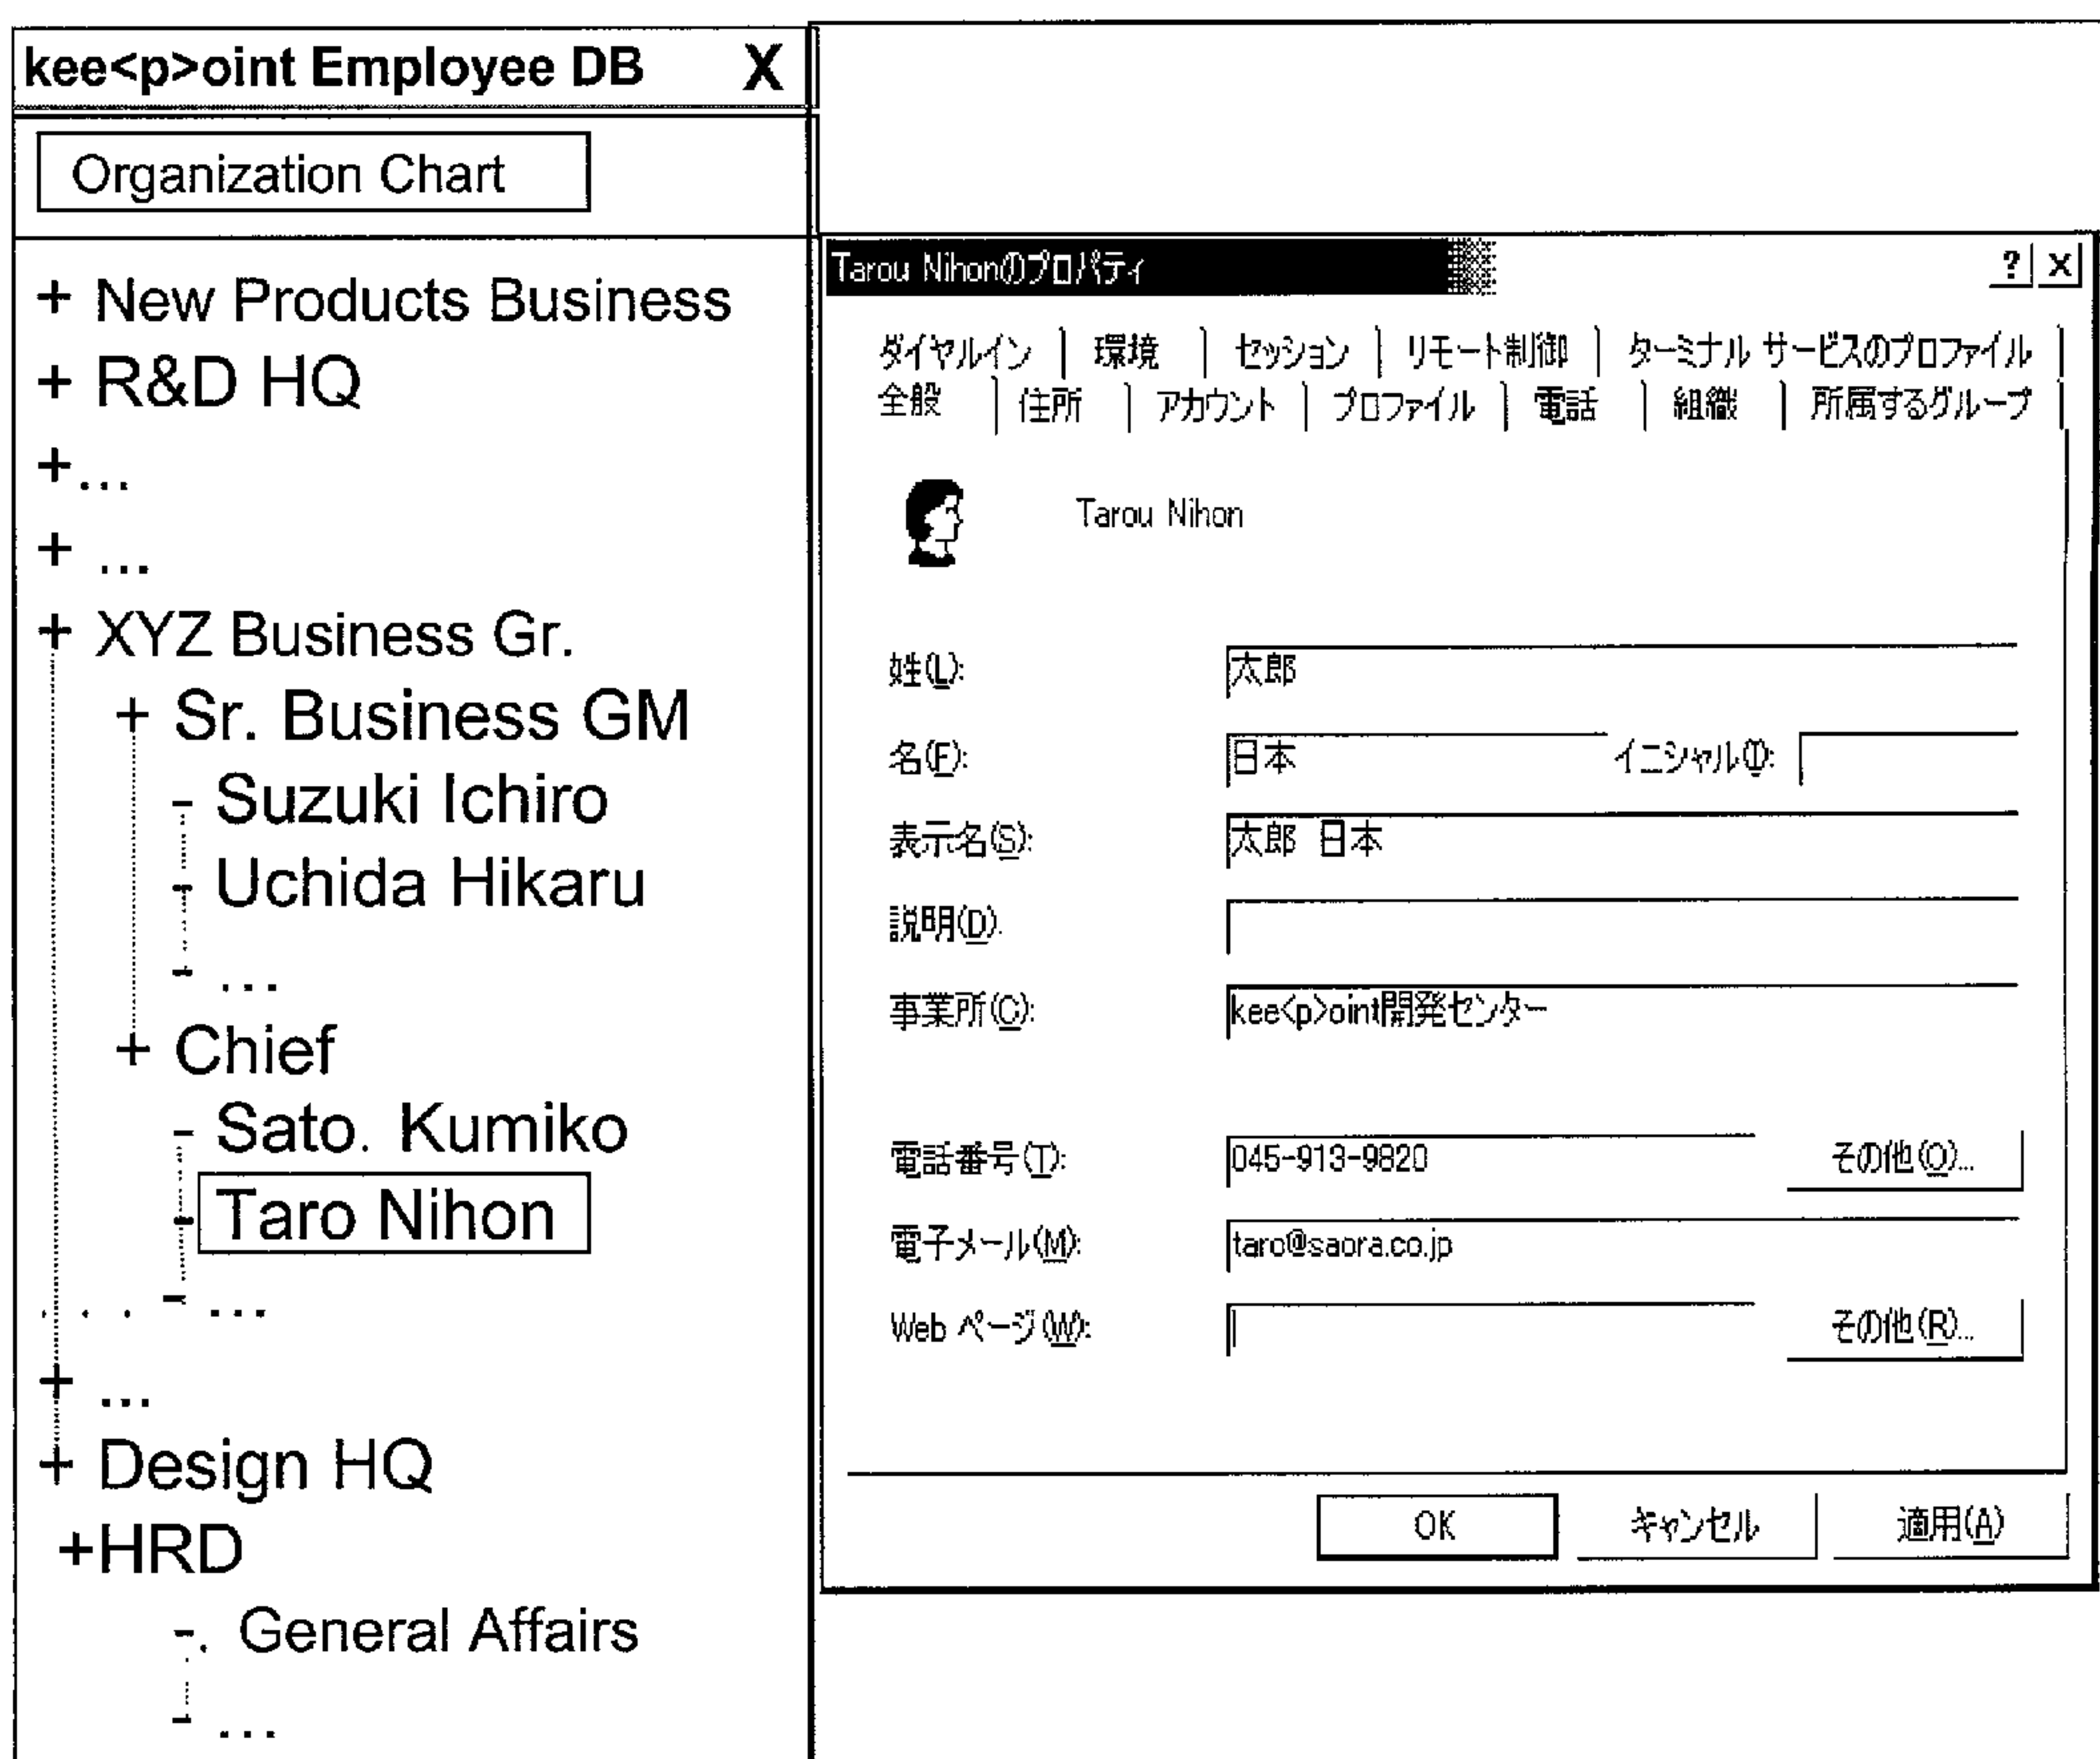 kee<p>oint Employee DB X
Organization Chart
+ New Products Business
+ R&D HQ
+...
+ ...
+ XYZ Business Gr.
+ Sr. Business GM
- Suzuki Ichiro
- Uchida Hikaru
- ...
+ Chief
- Sato. Kumiko
- Taro Nihon
. . . - ...
+ ...
+ Design HQ
+HRD
-. General Affairs
- ...
Tarou Nihonのプロパティ ? X
ダイヤルイン | 環境 | セッション | リモート制御 | ターミナル サービスのプロファイル |
全般 | 住所 | アカウント | プロファイル | 電話 | 組織 | 所属するグループ |
Tarou Nihon
姓(L): 太郎
名(F): 日本 イニシャル(I):
表示名(S): 太郎 日本
説明(D):
事業所(C): kee<p>oint開発センター
電話番号(T): 045-913-9820 その他(O)...
電子メール(M): taro@saora.co.jp
Web ページ(W): その他(R)...
OK キャンセル 適用(A)